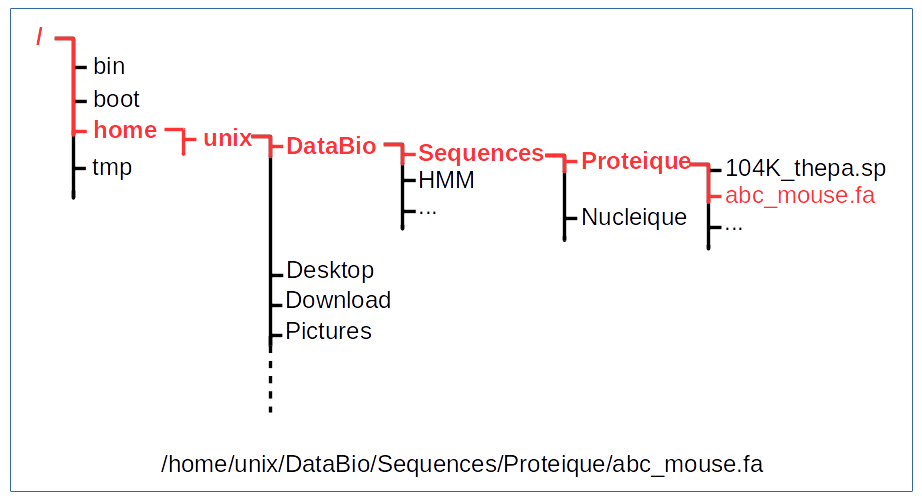 /
bin
boot
home
tmp
unix
DataBio
Desktop
Download
Pictures
Sequences
HMM
...
Proteique
Nucleique
104K_thepa.sp
abc_mouse.fa
...
/home/unix/DataBio/Sequences/Proteique/abc_mouse.fa